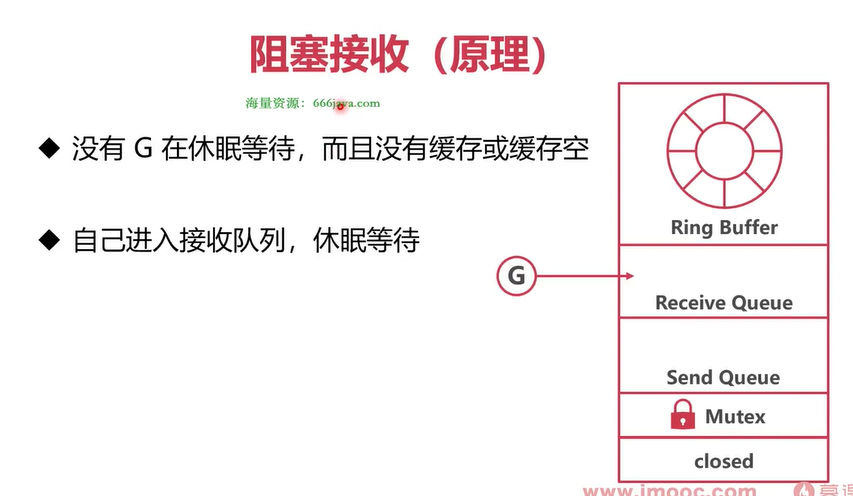 阻塞接收（原理）
海量资源：666java.com
◆ 没有 G 在休眠等待，而且没有缓存或缓存空
◆ 自己进入接收队列，休眠等待
Ring Buffer
G
Receive Queue
Send Queue
Mutex
closed
www.imooc.com